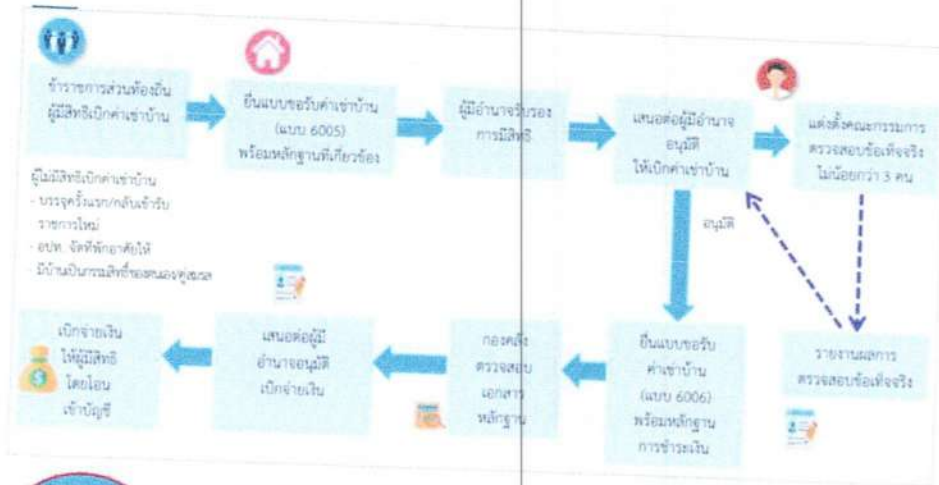 ข้าราชการส่วนท้องถิ่น
ผู้มีสิทธิเบิกค่าเช่าบ้าน
ยื่นแบบขอรับค่าเช่าบ้าน
(แบบ 6005)
พร้อมหลักฐานที่เกี่ยวข้อง
ผู้มีอำนาจรับรอง
การมีสิทธิ
เสนอต่อผู้มีอำนาจ
อนุมัติ
ให้เบิกค่าเช่าบ้าน
แต่งตั้งคณะกรรมการ
ตรวจสอบข้อเท็จจริง
ไม่น้อยกว่า 3 คน
ผู้ไม่มีสิทธิเบิกค่าเช่าบ้าน
- บรรจุครั้งแรก/กลับเข้ารับ
ราชการใหม่
- อปท. จัดที่พักอาศัยให้
- มีบ้านเป็นกรรมสิทธิ์ของตนเอง/คู่สมรส
อนุมัติ
รายงานผลการ
ตรวจสอบข้อเท็จจริง
ยื่นแบบขอรับ
ค่าเช่าบ้าน
(แบบ 6006)
พร้อมหลักฐาน
การชำระเงิน
กองคลัง
ตรวจสอบ
เอกสาร
หลักฐาน
เสนอต่อผู้มี
อำนาจอนุมัติ
เบิกจ่ายเงิน
เบิกจ่ายเงิน
ให้ผู้มีสิทธิ
โดยโอน
เข้าบัญชี